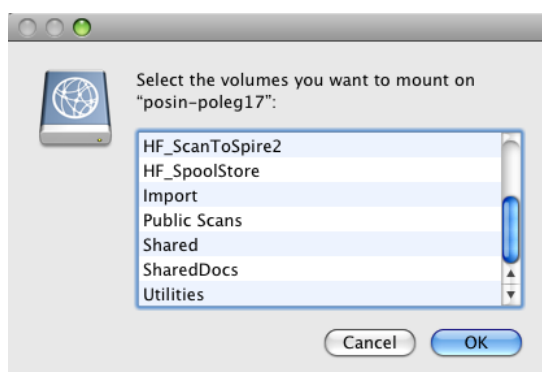 Select the volumes you want to mount on
“posin-poleg17”:
HF_ScanToSpire2
HF_SpoolStore
Import
Public Scans
Shared
SharedDocs
Utilities
Cancel
OK